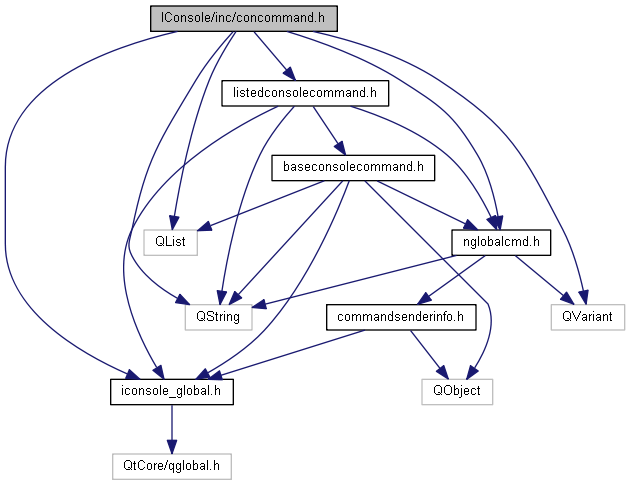 IConsole/inc/concommand.h
listedconsolecommand.h
baseconsolecommand.h
QList
nglobalcmd.h
QString
commandsenderinfo.h
QVariant
iconsole_global.h
QObject
QtCore/qglobal.h